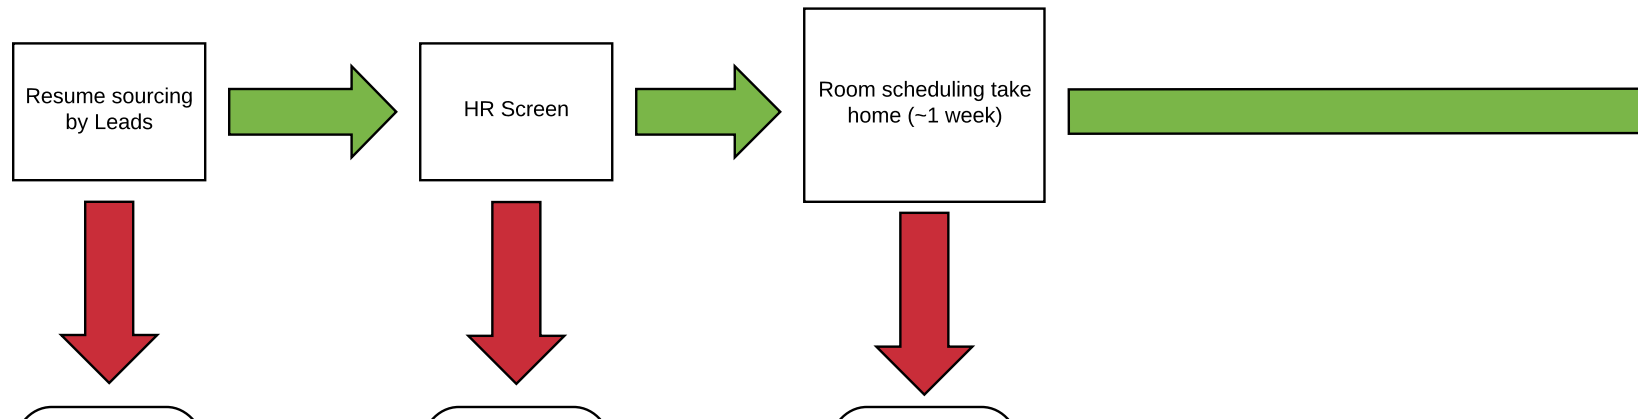 Resume sourcing
by Leads
HR Screen
Room scheduling take
home (~1 week)